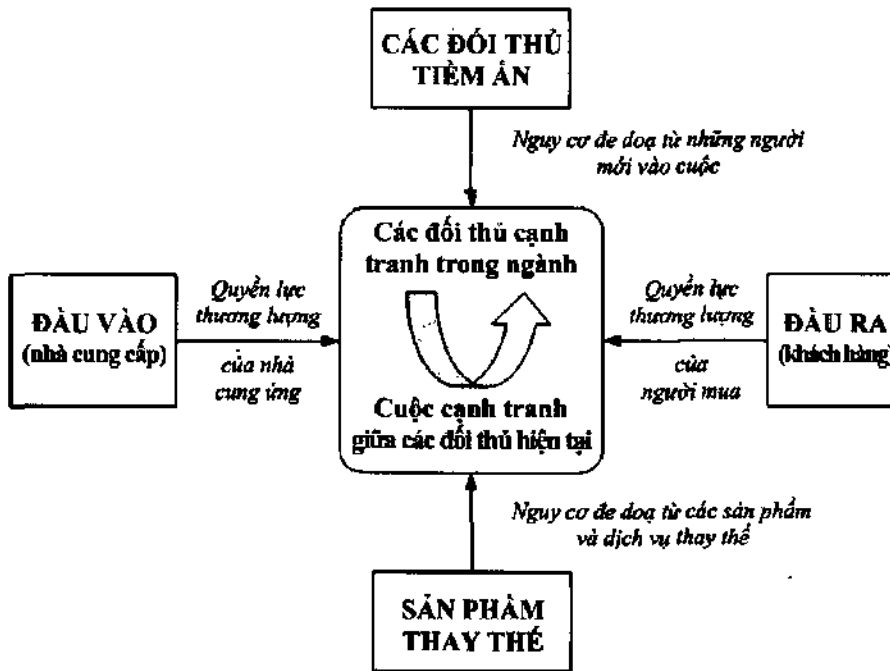 CÁC ĐỐI THỦ
TIỀM ẨN
Nguy cơ đe doạ từ những người
mới vào cuộc
Các đối thủ cạnh
tranh trong ngành
Quyền lực
thương lượng
của nhà
cung ứng
ĐẦU VÀO
(nhà cung cấp)
Quyền lực
thương lượng
của
người mua
ĐẦU RA
(khách hàng)
Cuộc cạnh tranh
giữa các đối thủ hiện tại
Nguy cơ đe doạ từ các sản phẩm
và dịch vụ thay thế
SẢN PHẨM
THAY THẾ